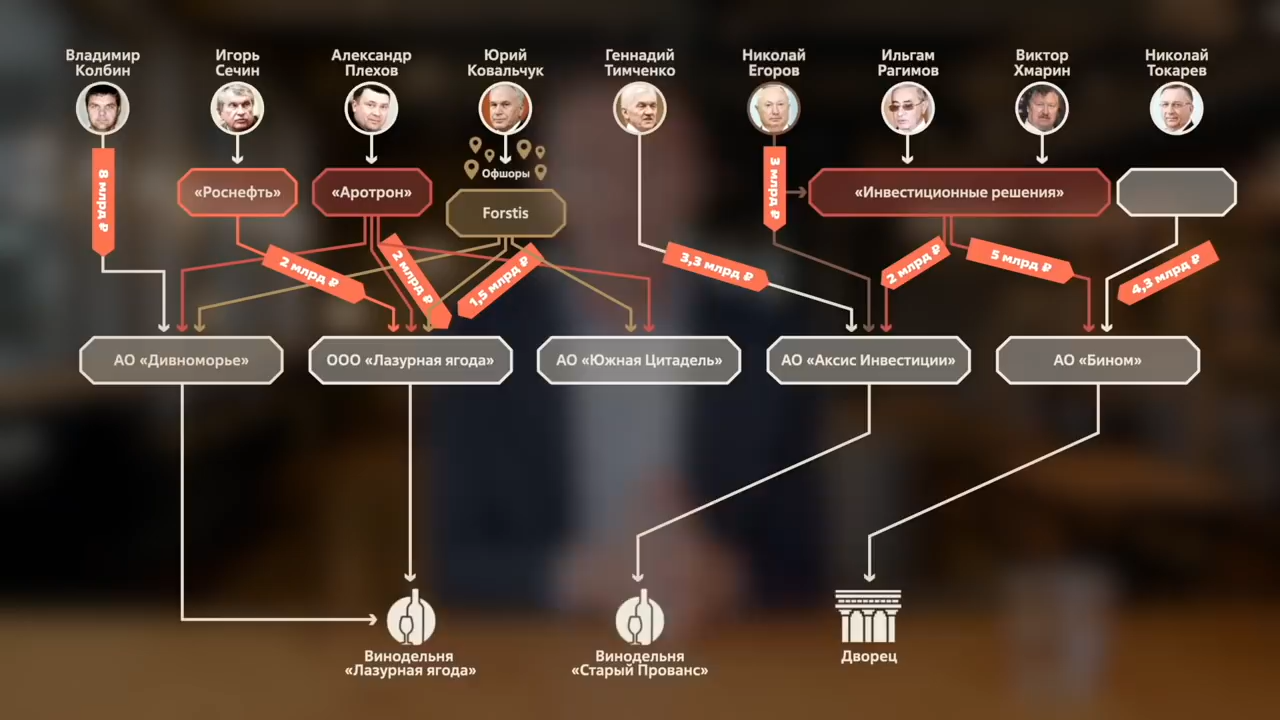 Владимир
Колбин
Игорь
Сечин
Александр
Плехов
Юрий
Ковальчук
Геннадий
Тимченко
Николай
Егоров
Ильгам
Рагимов
Виктор
Хмарин
Николай
Токарев
8 млрд ₽
«Роснефть»
«Аротрон»
Офшоры
Forstis
3 млрд ₽
«Инвестиционные решения»
2 млрд ₽
2 млрд ₽
1,5 млрд ₽
3,3 млрд ₽
2 млрд ₽
5 млрд ₽
4,3 млрд ₽
АО «Дивноморье»
ООО «Лазурная ягода»
АО «Южная Цитадель»
АО «Аксис Инвестиции»
АО «Бином»
Винодельня
«Лазурная ягода»
Винодельня
«Старый Прованс»
Дворец